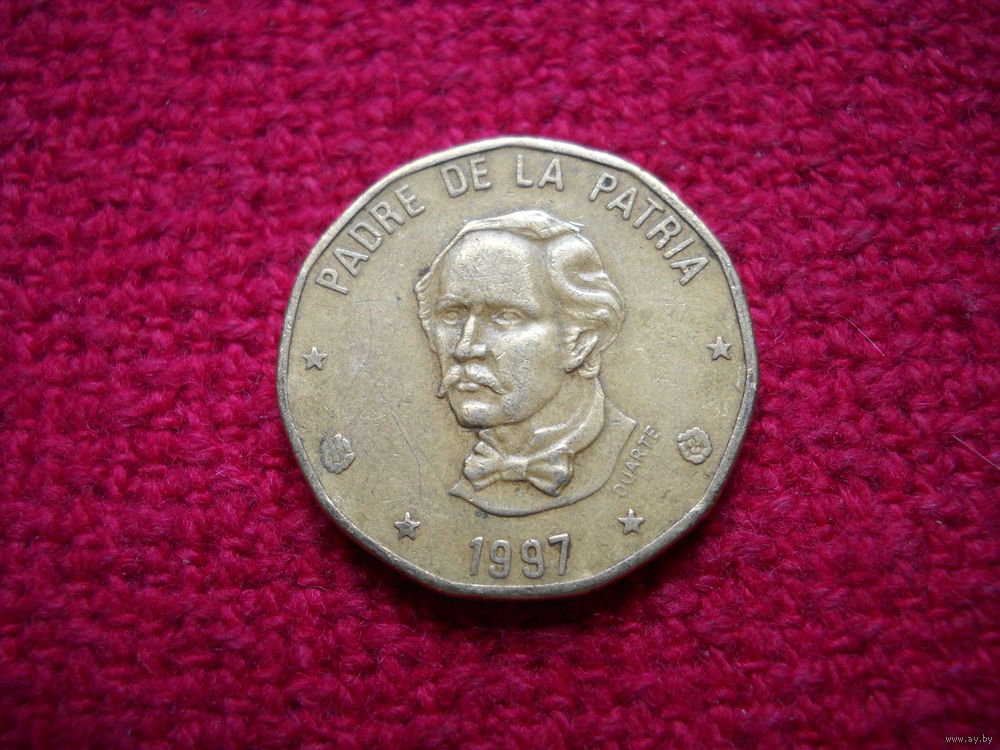 PADRE DE LA PATRIA
DUARTE
1997
www.ay.by